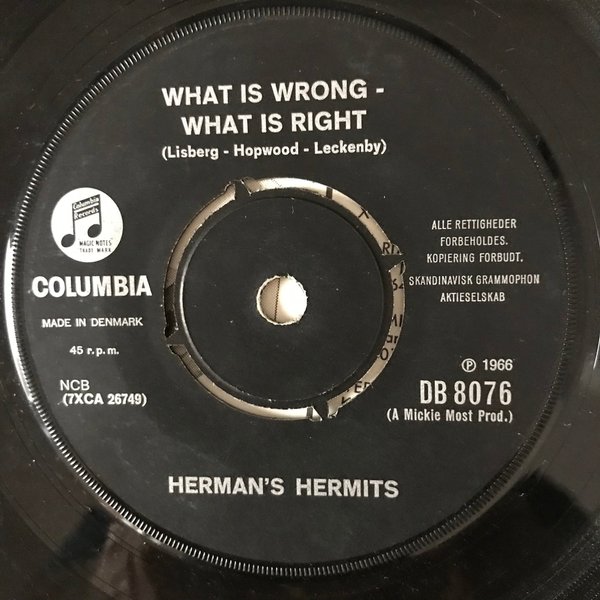 WHAT IS WRONG -
WHAT IS RIGHT
(Lisberg - Hopwood - Leckenby)
Columbia
Records
MAGIC NOTES
TRADE MARK
COLUMBIA
MADE IN DENMARK
45 r.p.m.
NCB
(7XCA 26749)
ALLE RETTIGHEDER
FORBEHOLDES.
KOPIERING FORBUDT.
SKANDINAVISK GRAMMOPHON
AKTIESELSKAB
℗ 1966
DB 8076
(A Mickie Most Prod.)
HERMAN'S HERMITS